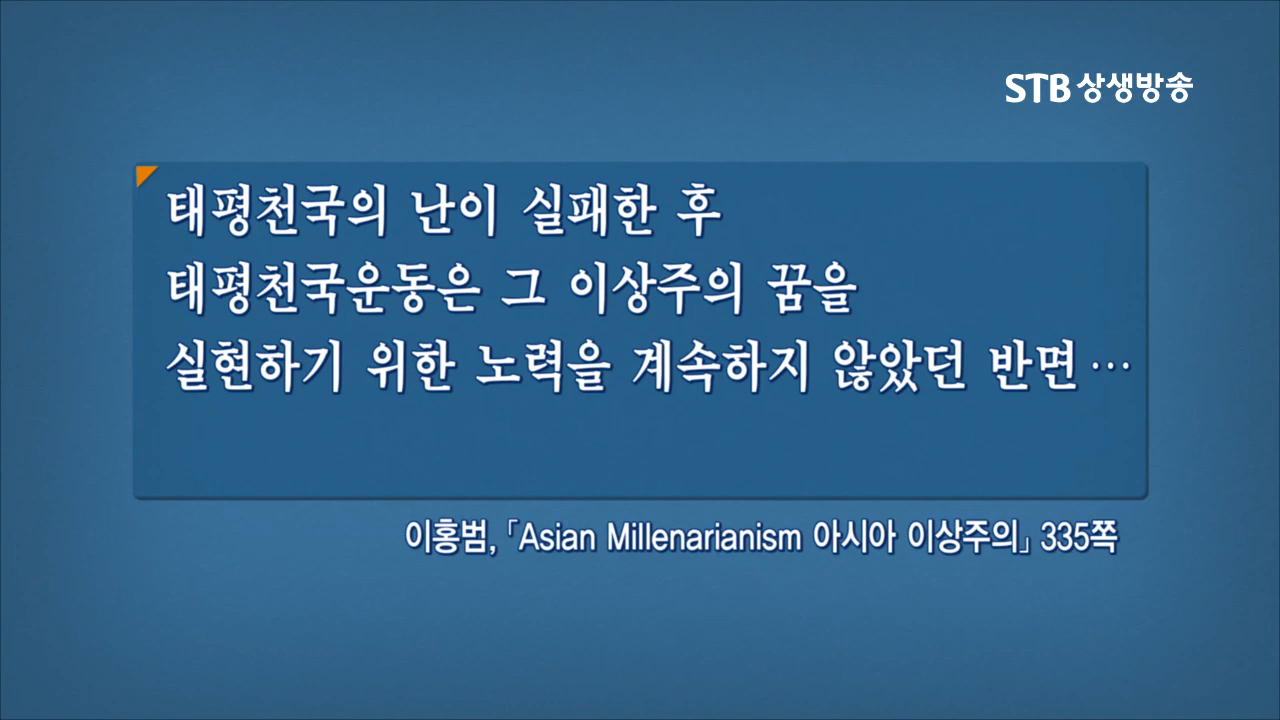 STB 상생방송
태평천국의 난이 실패한 후
태평천국운동은 그 이상주의 꿈을
실현하기 위한 노력을 계속하지 않았던 반면…
이홍범, 「Asian Millenarianism 아시아 이상주의」 335쪽